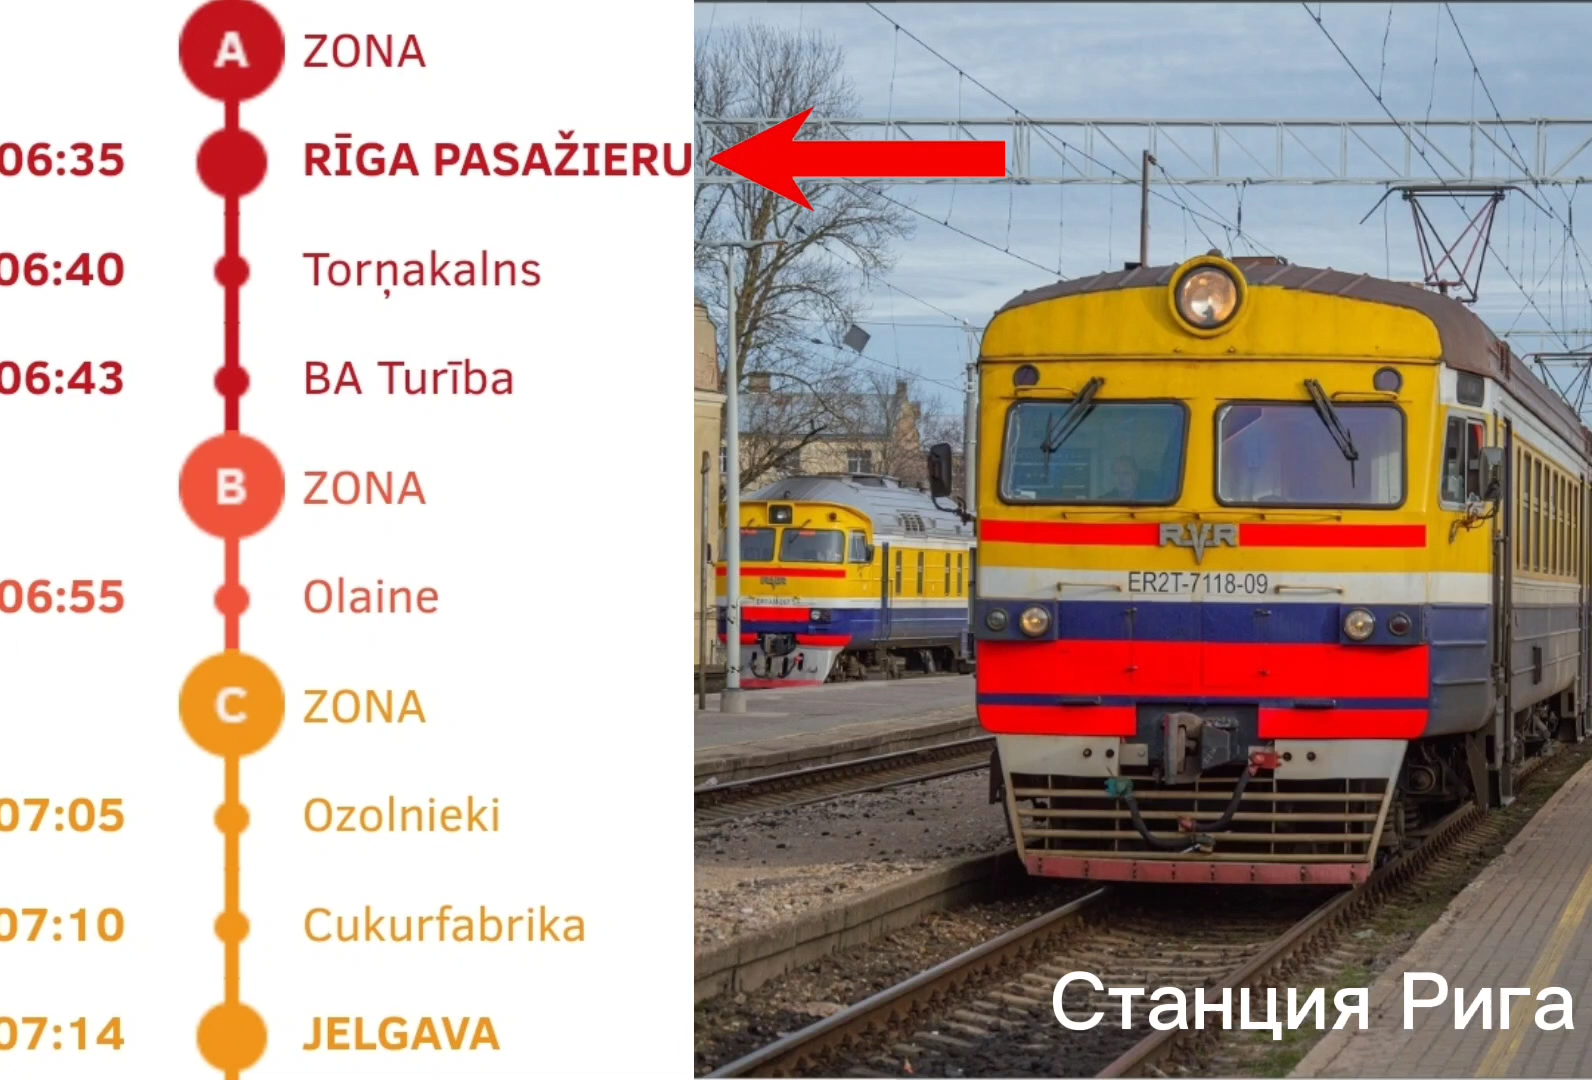 A ZONA
06:35 RĪGA PASAŽIERU
06:40 Torņakalns
06:43 BA Turība
B ZONA
06:55 Olaine
C ZONA
07:05 Ozolnieki
07:10 Cukurfabrika
07:14 JELGAVA
RVR
ER2T-7118-09
RVR
Станция Рига